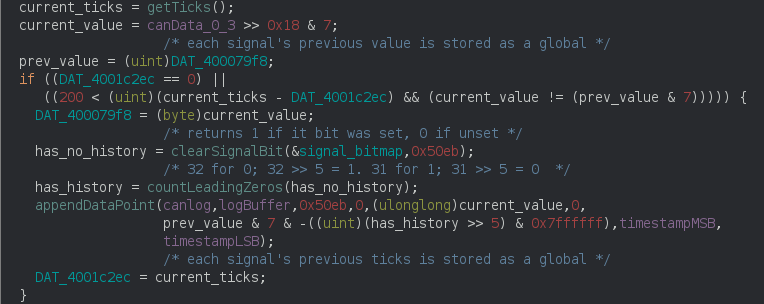 current_ticks = getTicks();
current_value = canData_0_3 >> 0x18 & 7;
/* each signal's previous value is stored as a global */
prev_value = (uint)DAT_400079f8;
if ((DAT_4001c2ec == 0) ||
((200 < (uint)(current_ticks - DAT_4001c2ec) && (current_value != (prev_value & 7))))) {
DAT_400079f8 = (byte)current_value;
/* returns 1 if it bit was set, 0 if unset */
has_no_history = clearSignalBit(&signal_bitmap,0x50eb);
/* 32 for 0; 32 >> 5 = 1. 31 for 1; 31 >> 5 = 0  */
has_history = countLeadingZeros(has_no_history);
appendDataPoint(canlog,logBuffer,0x50eb,0,(ulonglong)current_value,0,
prev_value & 7 & -((uint)(has_history >> 5) & 0x7ffffff),timestampMSB,
timestampLSB);
/* each signal's previous ticks is stored as a global */
DAT_4001c2ec = current_ticks;
}